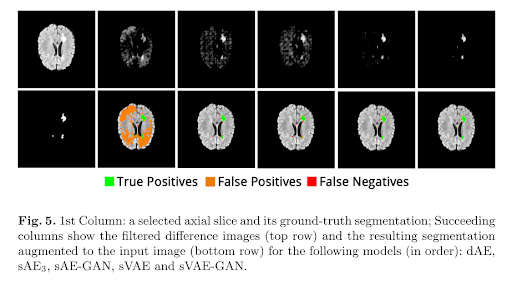 True Positives False Positives False Negatives
Fig. 5. 1st Column: a selected axial slice and its ground-truth segmentation; Succeeding
columns show the filtered difference images (top row) and the resulting segmentation
augmented to the input image (bottom row) for the following models (in order): dAE,
sAE₃, sAE-GAN, sVAE and sVAE-GAN.